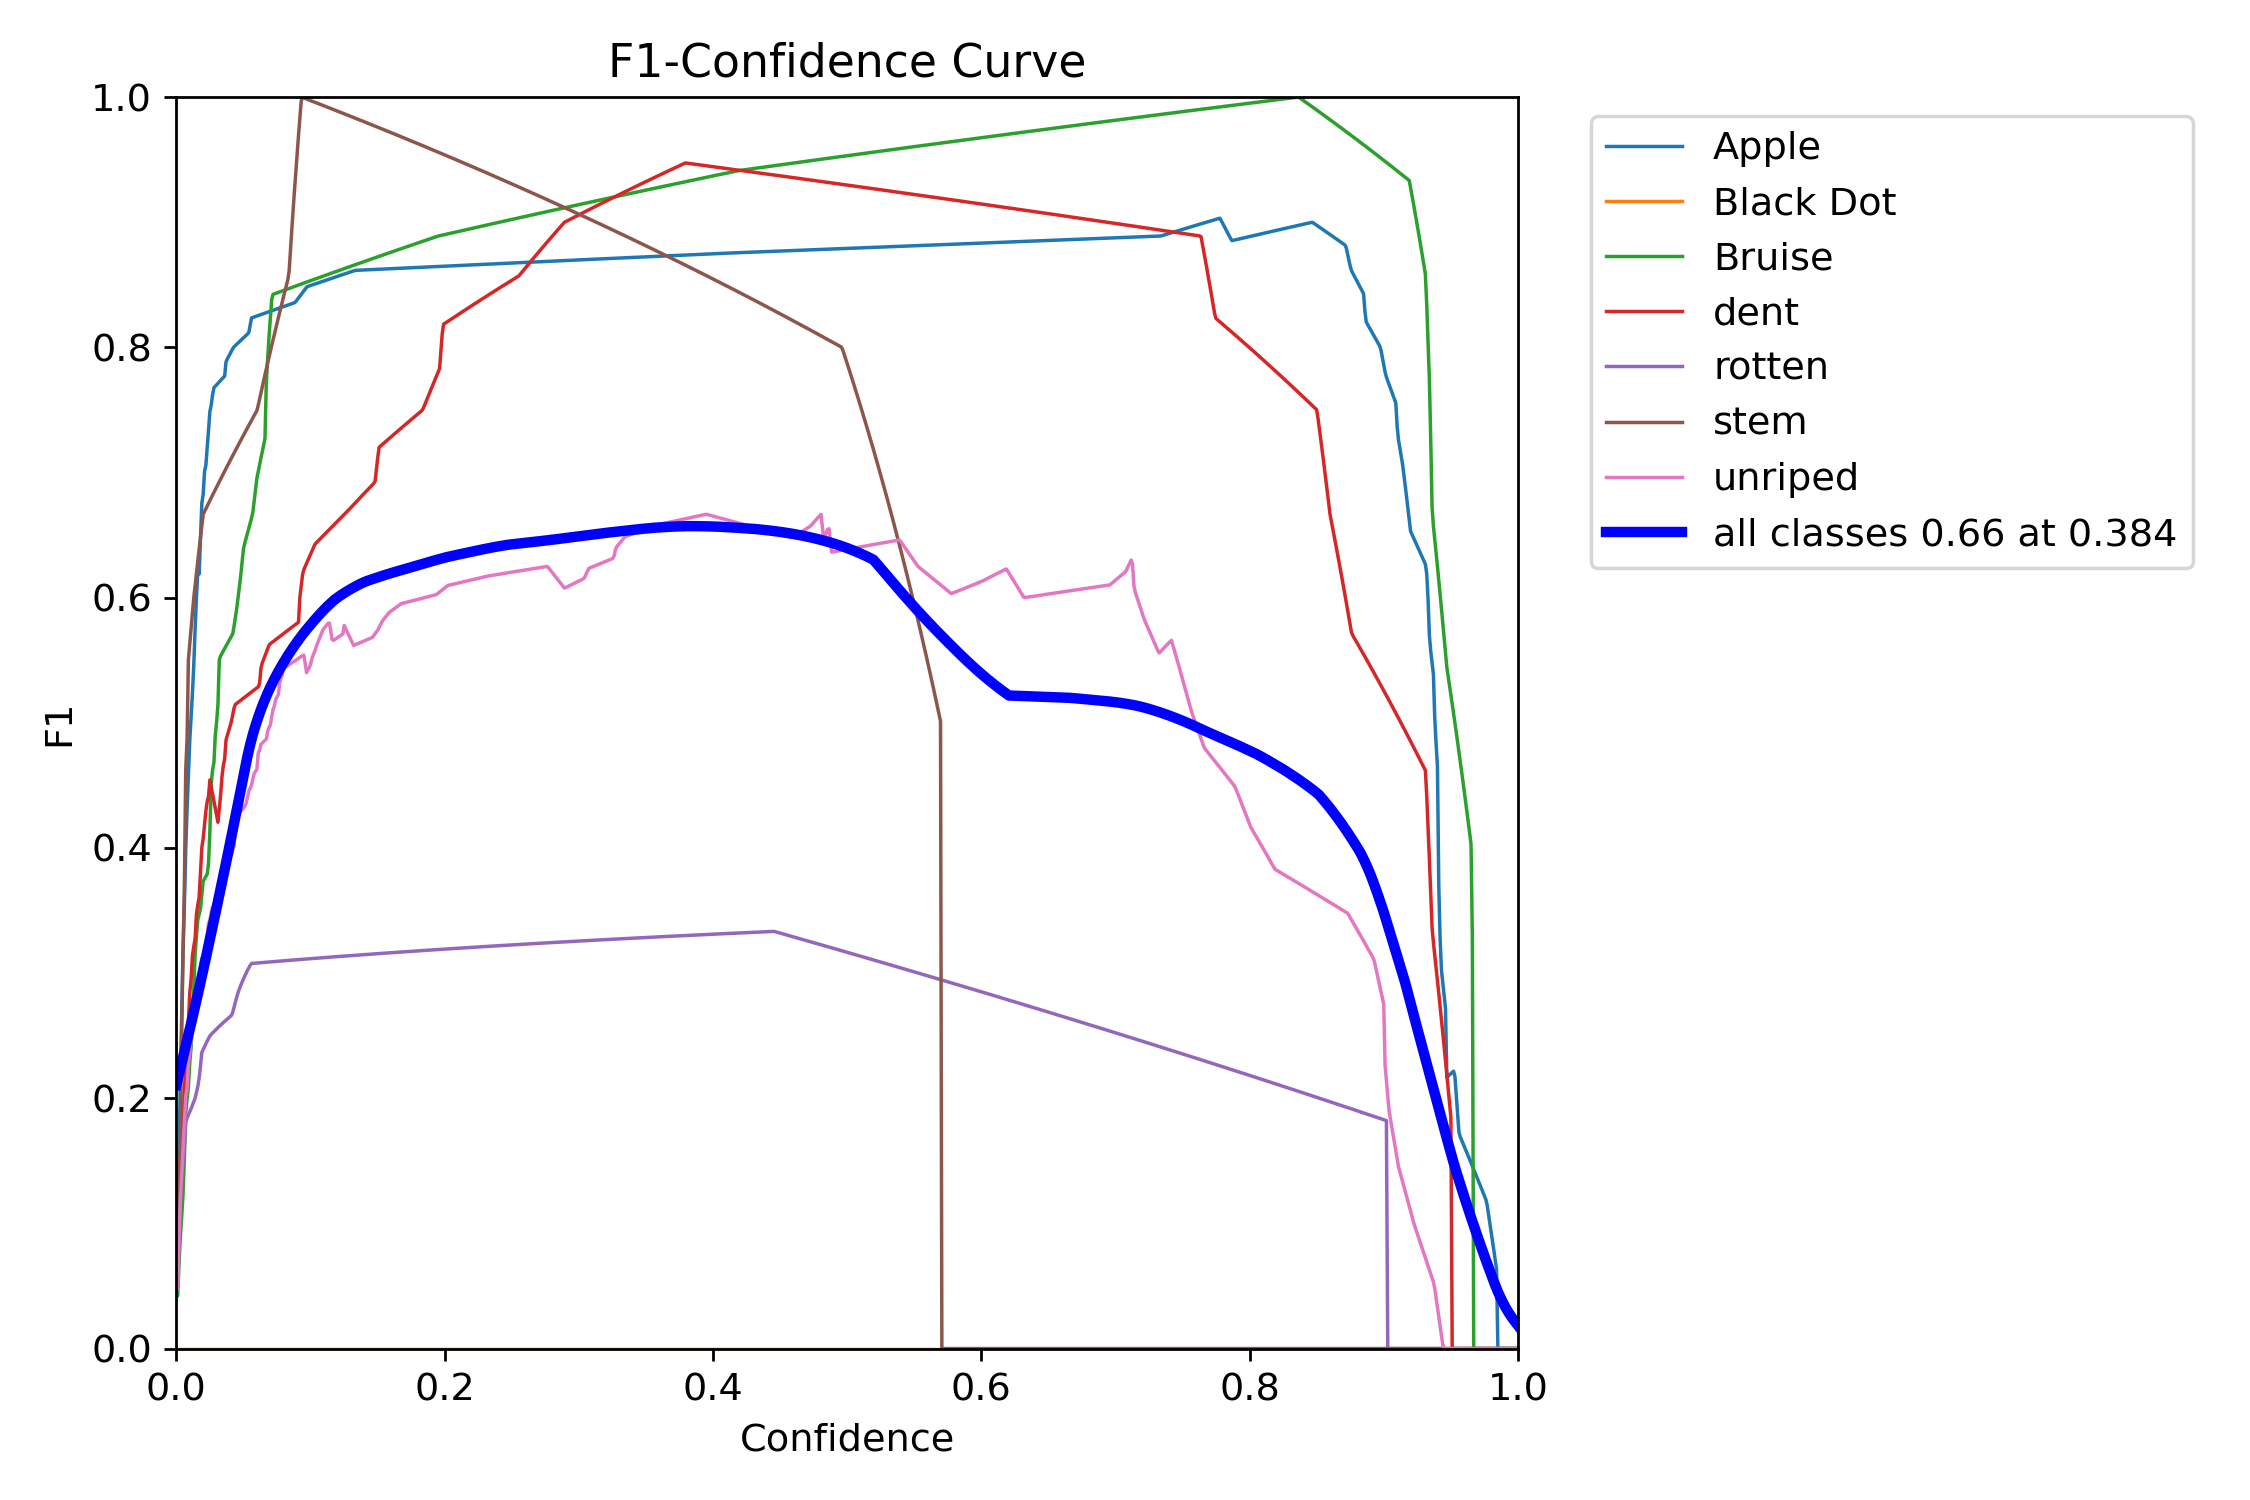 F1-Confidence Curve
1.0
0.8
0.6
0.4
0.2
0.0
F1
0.0 0.2 0.4 0.6 0.8 1.0
Confidence
Apple
Black Dot
Bruise
dent
rotten
stem
unriped
all classes 0.66 at 0.384